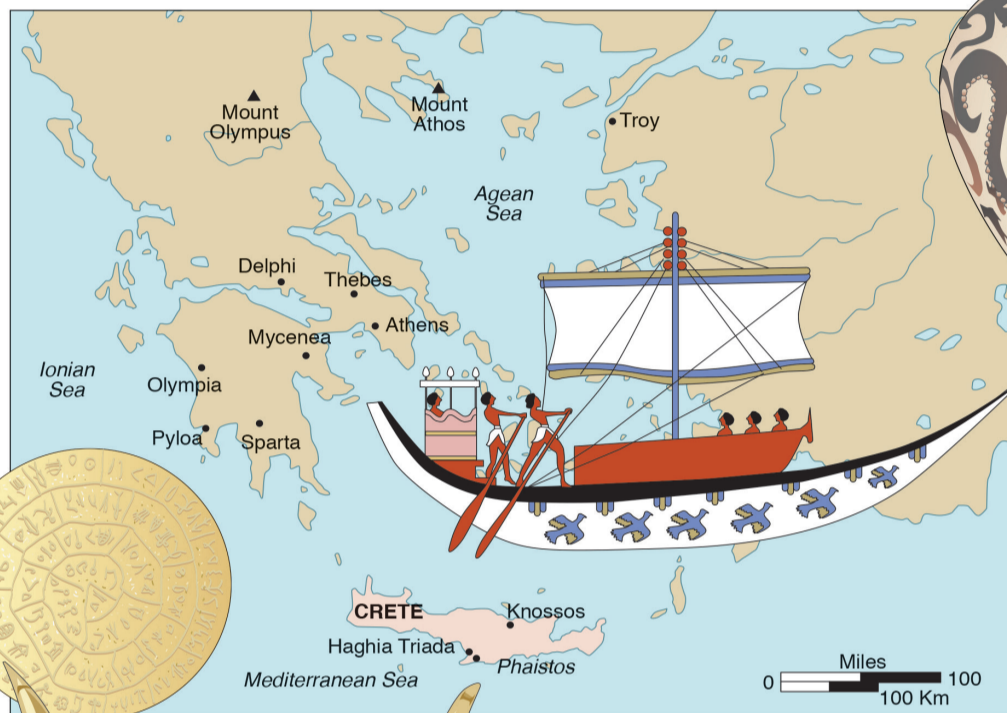 Mount
Olympus
Mount
Athos
Troy
Agean
Sea
Delphi
Thebes
Athens
Mycenea
Ionian
Sea
Olympia
Pyloa
Sparta
CRETE
Knossos
Haghia Triada
Phaistos
Mediterranean Sea
Miles
0
100
100 Km